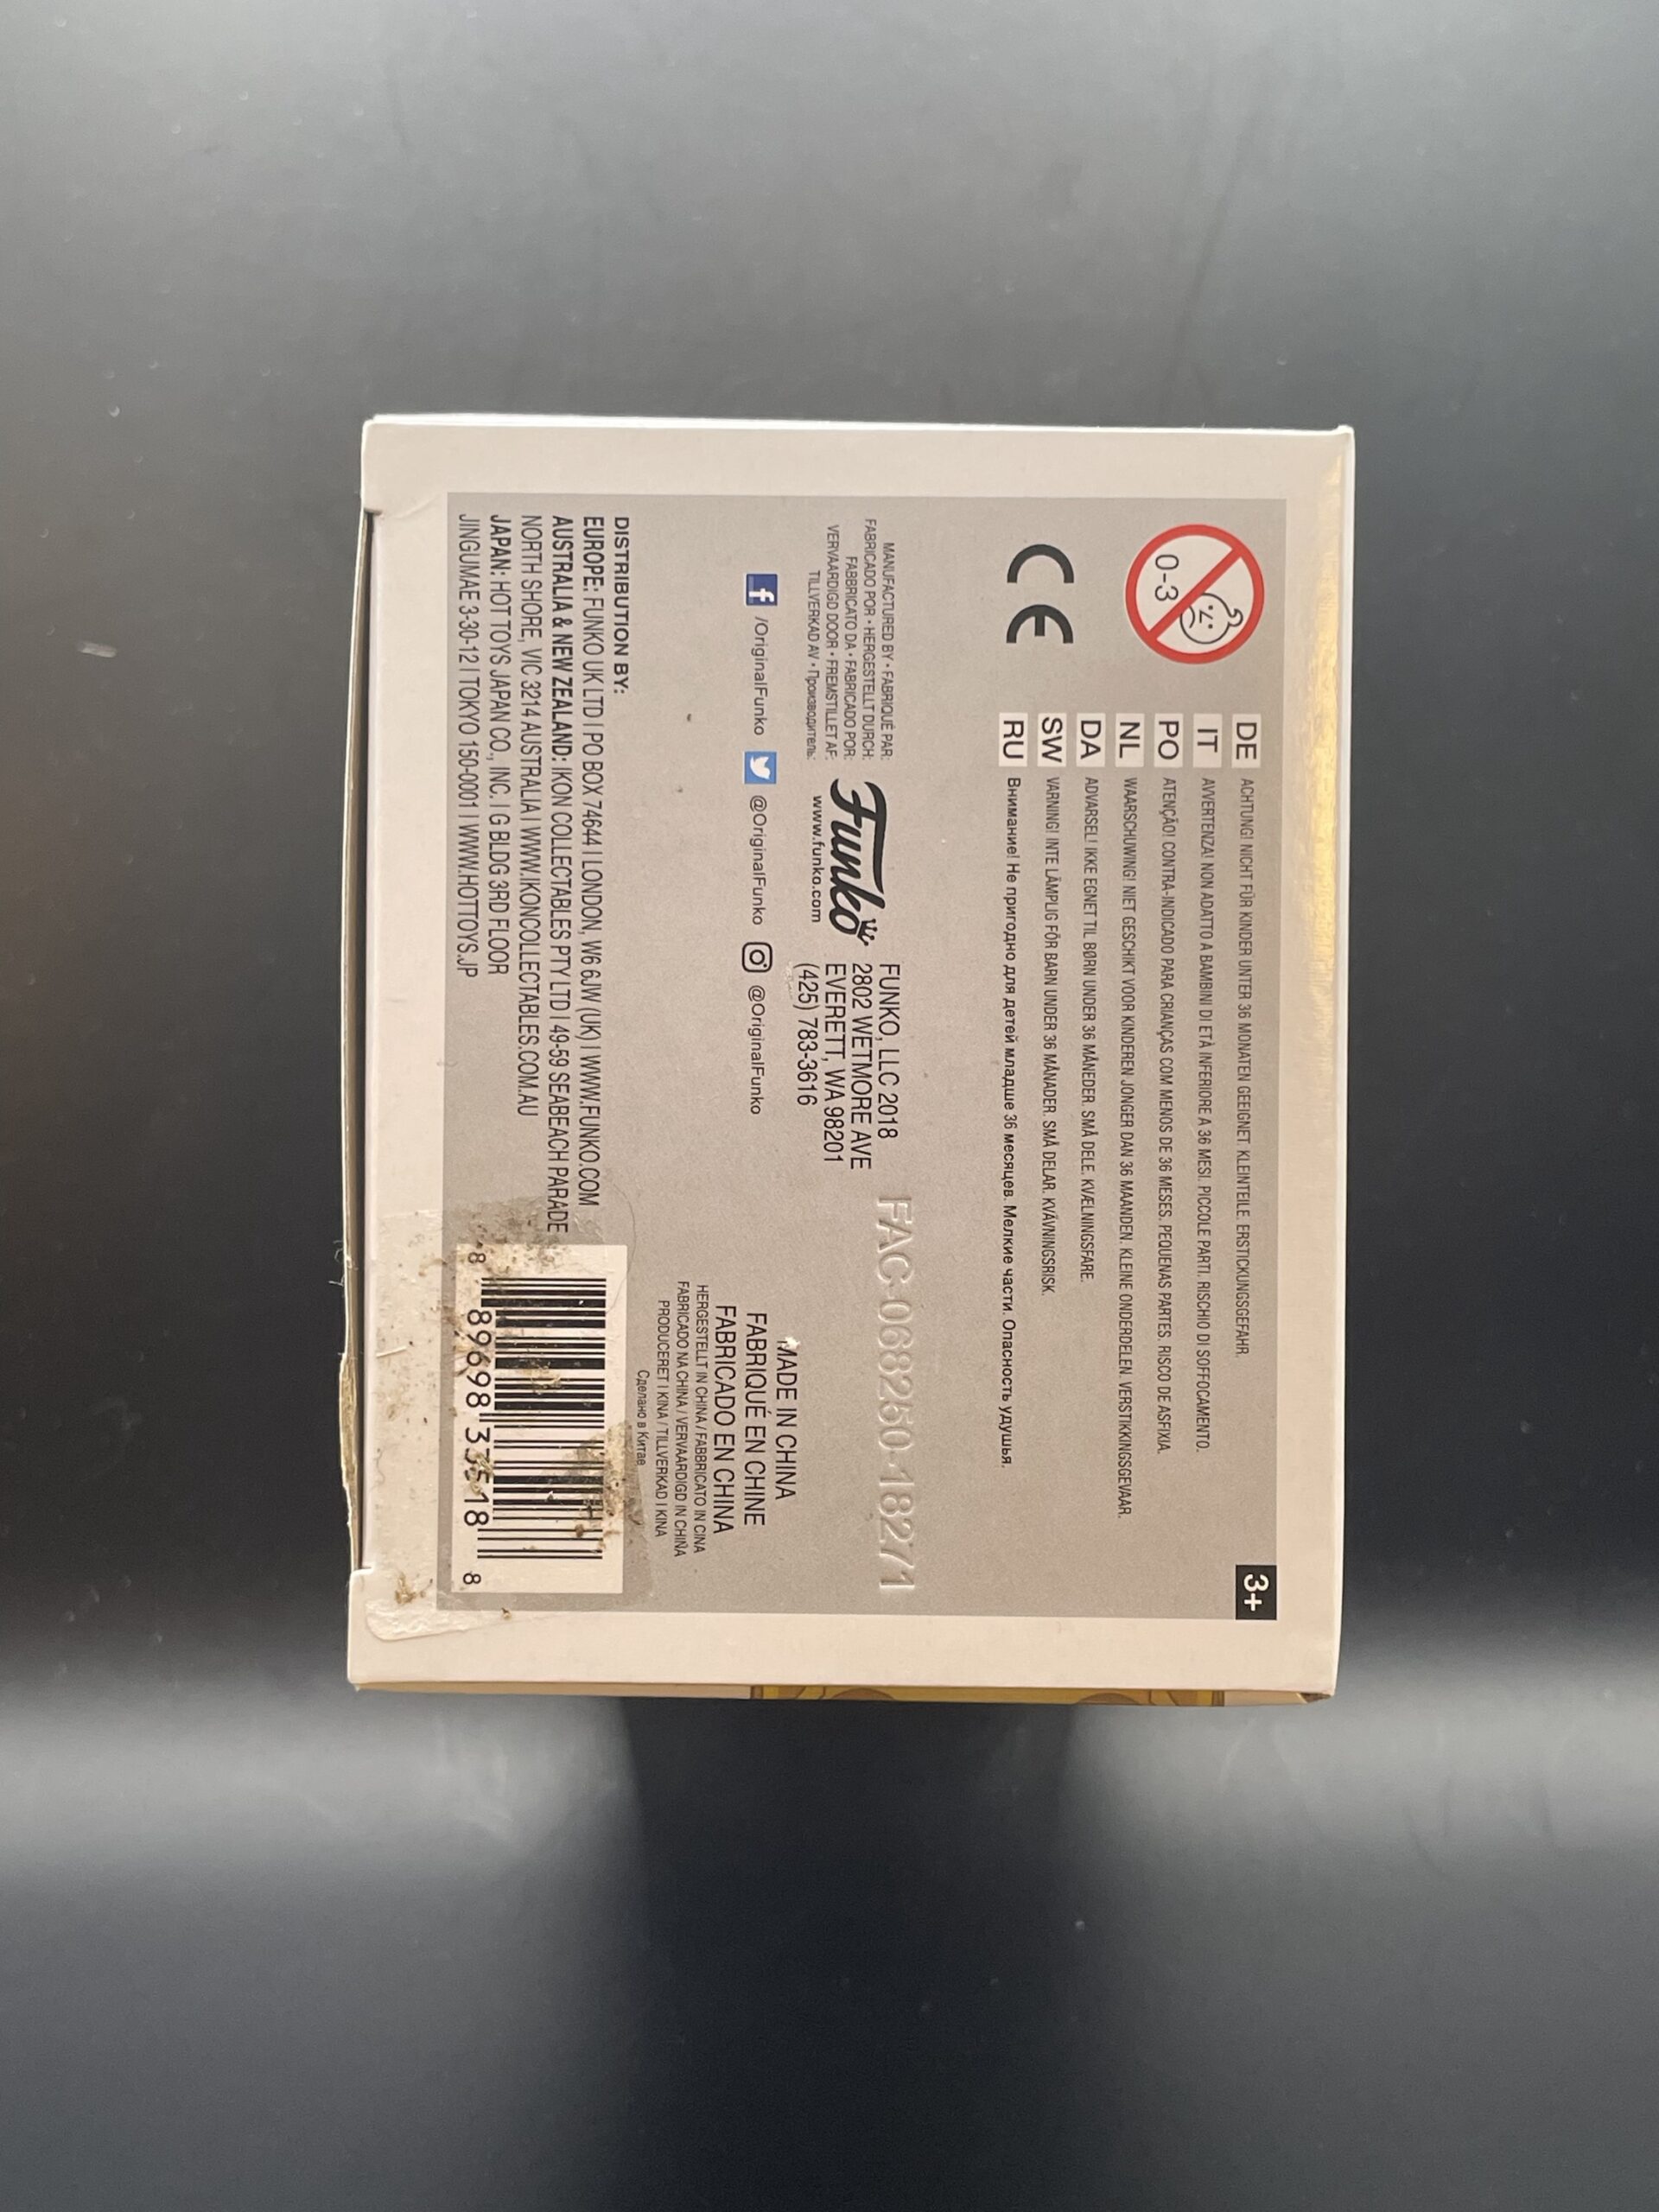 0-3
3+
DE ACHTUNG! NICHT FÜR KINDER UNTER 36 MONATEN GEEIGNET. KLEINTEILE. ERSTICKUNGSGEFAHR.
IT AVVERTENZA! NON ADATTO A BAMBINI DI ETÀ INFERIORE A 36 MESI. PICCOLE PARTI. RISCHIO DI SOFFOCAMENTO.
PO ATENÇÃO! CONTRA-INDICADO PARA CRIANÇAS COM MENOS DE 36 MESES. PEQUENAS PARTES. RISCO DE ASFIXIA.
NL WAARSCHUWING! NIET GESCHIKT VOOR KINDEREN JONGER DAN 36 MAANDEN. KLEINE ONDERDELEN. VERSTIKKINGSGEVAAR.
DA ADVARSEL! IKKE EGNET TIL BØRN UNDER 36 MÅNEDER. SMÅ DELE. KVÆLNINGSFARE.
SW VARNING! INTE LÄMPLIG FÖR BARN UNDER 36 MÅNADER. SMÅ DELAR. KVÄVNINGSRISK.
RU Внимание! Не пригодно для детей младше 36 месяцев. Мелкие части. Опасность удушья.
CE
MANUFACTURED BY • FABRIQUÉ PAR:
FABRICADO POR • HERGESTELLT DURCH:
FABBRICATO DA • FABRICADO POR:
VERVAARDIGD DOOR • FREMSTILLET AF:
TILLVERKAD AV • Производитель:
Funko
www.funko.com
FUNKO, LLC 2018
2802 WETMORE AVE
EVERETT, WA 98201
(425) 783-3616
FAC-068250-18271
/OriginalFunko @OriginalFunko @OriginalFunko
MADE IN CHINA
FABRIQUÉ EN CHINE
FABRICADO EN CHINA
HERGESTELLT IN CHINA / FABBRICATO IN CINA
FABRICADO NA CHINA / VERVAARDIGD IN CHINA
PRODUCERET I KINA / TILLVERKAD I KINA
Сделано в Китае
DISTRIBUTION BY:
EUROPE: FUNKO UK LTD | PO BOX 74644 | LONDON, W6 6JW (UK) | WWW.FUNKO.COM
AUSTRALIA & NEW ZEALAND: IKON COLLECTABLES PTY LTD | 49-59 SEABEACH PARADE
NORTH SHORE, VIC 3214 AUSTRALIA | WWW.IKONCOLLECTABLES.COM.AU
JAPAN: HOT TOYS JAPAN CO., INC. | G BLDG 3RD FLOOR
JINGUMAE 3-30-12 | TOKYO 150-0001 | WWW.HOTTOYS.JP
8 89698 33518 8